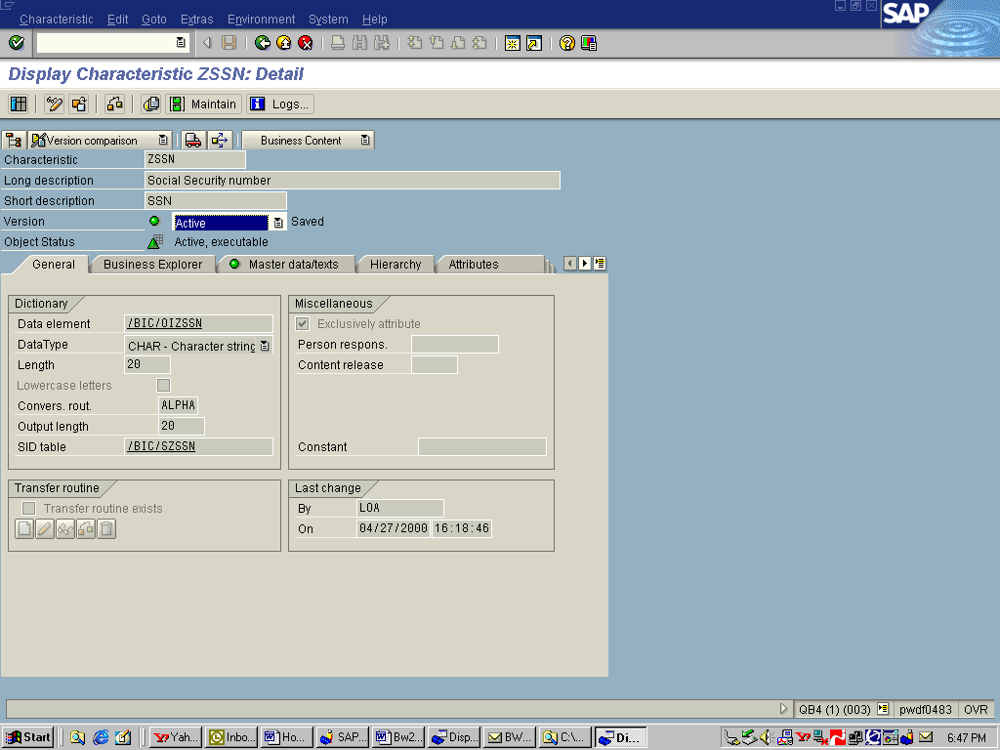 Characteristic Edit Goto Extras Environment System Help
SAP
Display Characteristic ZSSN: Detail
Maintain Logs...
Version comparison Business Content
Characteristic ZSSN
Long description Social Security number
Short description SSN
Version Active Saved
Object Status Active, executable
General Business Explorer Master data/texts Hierarchy Attributes
Dictionary
Data element /BIC/OIZSSN
DataType CHAR - Character string
Length 20
Lowercase letters
Convers. rout. ALPHA
Output length 20
SID table /BIC/SZSSN
Miscellaneous
Exclusively attribute
Person respons.
Content release
Constant
Transfer routine
Transfer routine exists
Last change
By LOA
On 04/27/2000 16:18:46
QB4 (1) (003) pwdf0483 OVR
Start Yah... Inbo... Ho... SAP... Bw2... Disp... BW... C:\... Di... 6:47 PM